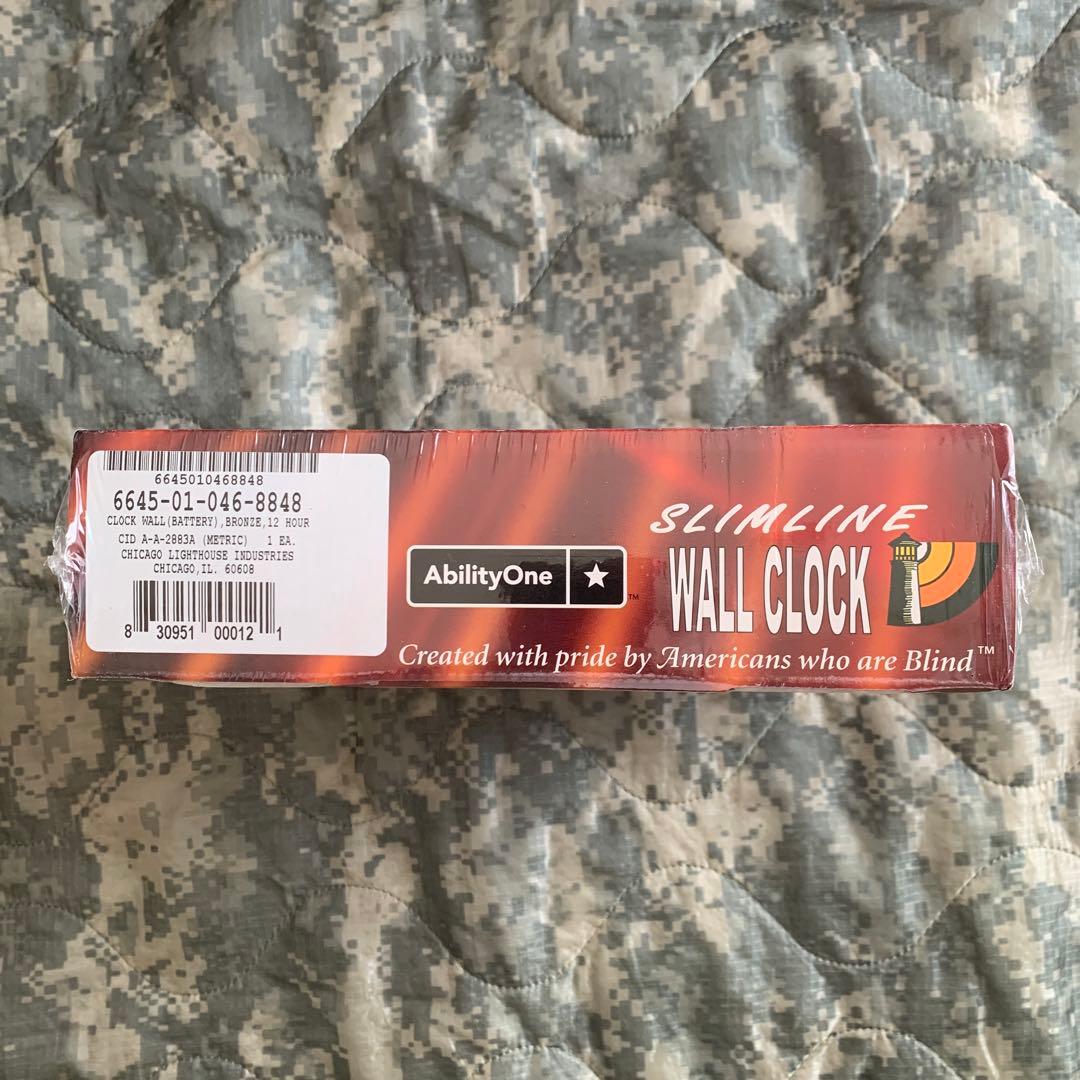 6645010468848
6645-01-046-8848
CLOCK WALL(BATTERY),BRONZE,12 HOUR
CID A-A-2883A (METRIC) 1 EA.
CHICAGO LIGHTHOUSE INDUSTRIES
CHICAGO,IL. 60608
8 30951 00012 1
AbilityOne ™
SLIMLINE
WALL CLOCK
Created with pride by Americans who are Blind™